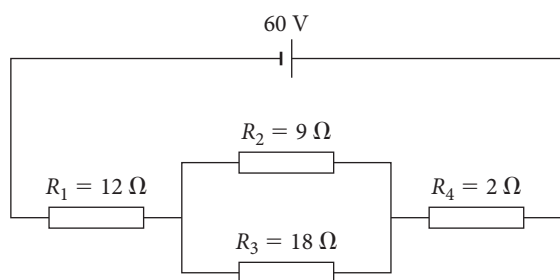 60 V
R₂ = 9 Ω
R₁ = 12 Ω
R₄ = 2 Ω
R₃ = 18 Ω